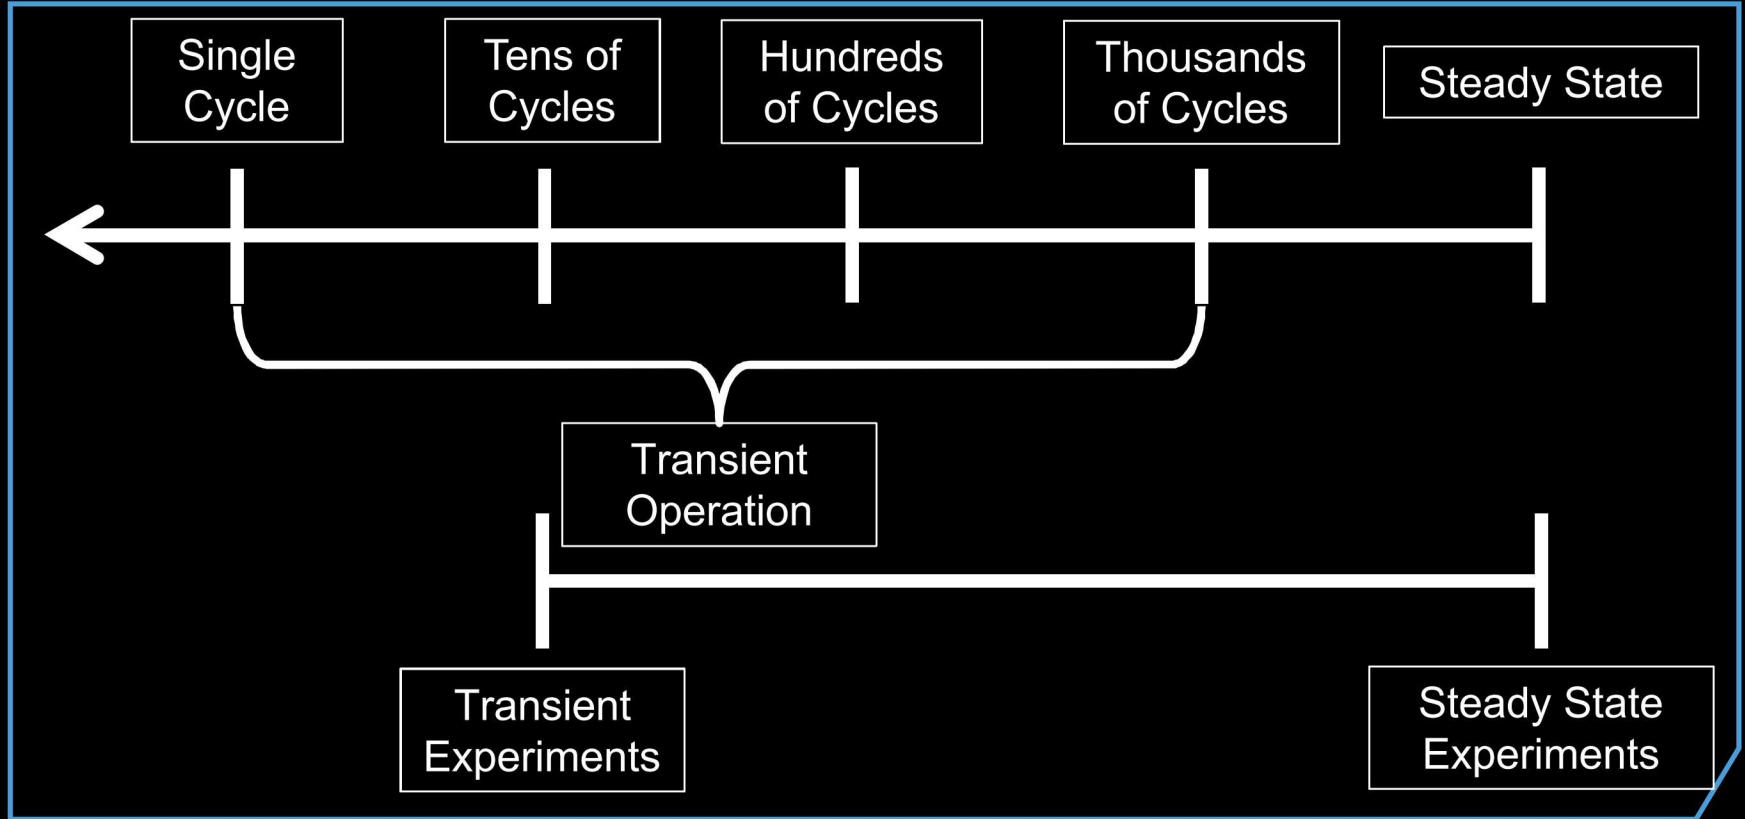 Single
Cycle
Tens of
Cycles
Hundreds
of Cycles
Thousands
of Cycles
Steady State
Transient
Operation
Transient
Experiments
Steady State
Experiments